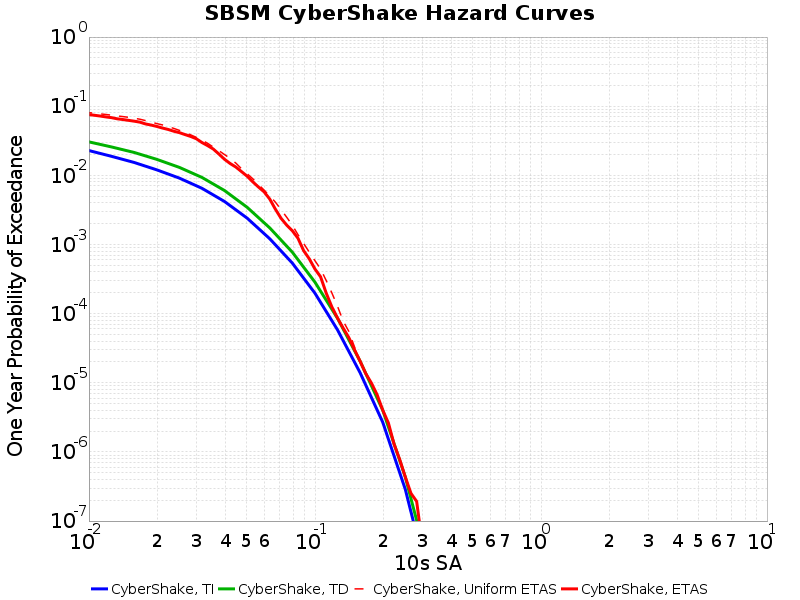 SBSM CyberShake Hazard Curves
One Year Probability of Exceedance
10^0
10^-1
10^-2
10^-3
10^-4
10^-5
10^-6
10^-7
10^-2 2 3 4 5 6 10^-1 2 3 4 5 6 7 10^0 2 3 4 5 6 7 10^1
10s SA
CyberShake, TI CyberShake, TD CyberShake, Uniform ETAS CyberShake, ETAS